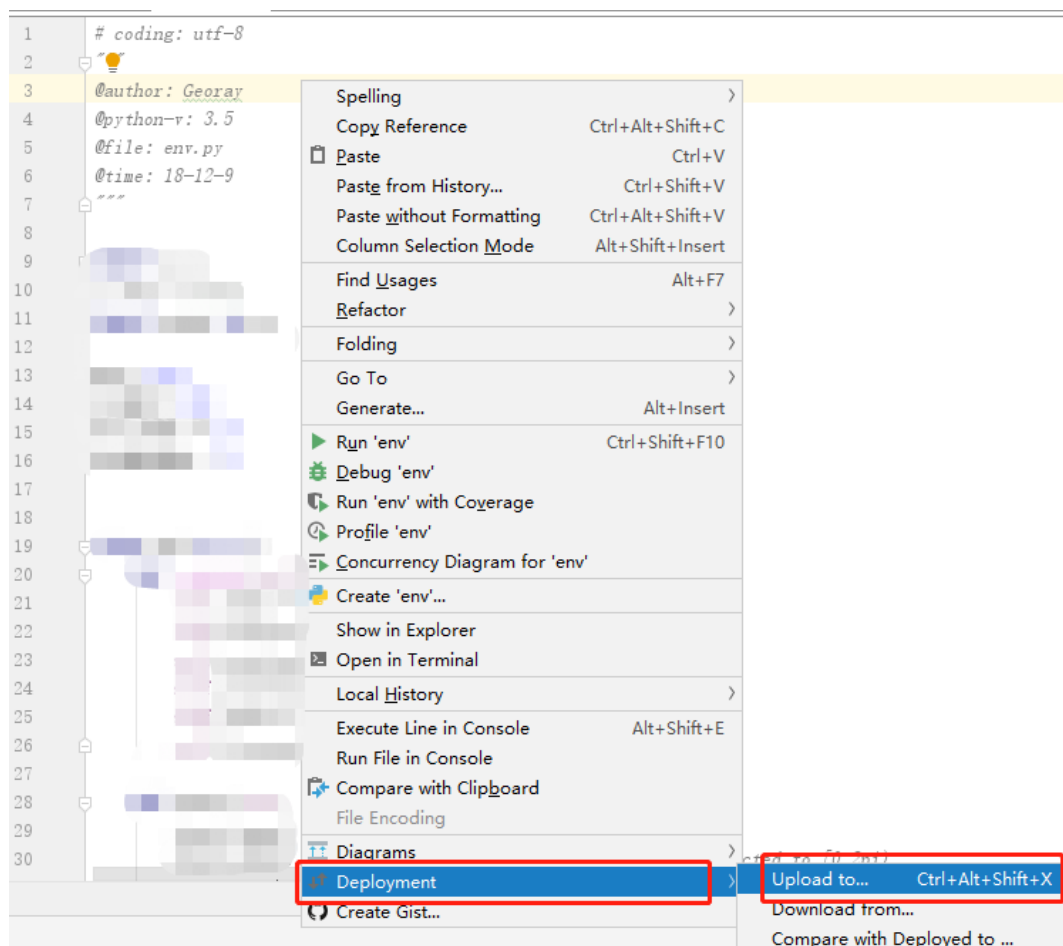 1 # coding: utf-8
2 """
3 @author: Georay
4 @python-v: 3.5
5 @file: env.py
6 @time: 18-12-9
7 """
8
9
10
11
12
13
14
15
16
17
18
19
20
21
22
23
24
25
26
27
28
29
30
Spelling
Copy Reference Ctrl+Alt+Shift+C
Paste Ctrl+V
Paste from History... Ctrl+Shift+V
Paste without Formatting Ctrl+Alt+Shift+V
Column Selection Mode Alt+Shift+Insert
Find Usages Alt+F7
Refactor
Folding
Go To
Generate... Alt+Insert
Run 'env' Ctrl+Shift+F10
Debug 'env'
Run 'env' with Coverage
Profile 'env'
Concurrency Diagram for 'env'
Create 'env'...
Show in Explorer
Open in Terminal
Local History
Execute Line in Console Alt+Shift+E
Run File in Console
Compare with Clipboard
File Encoding
Diagrams
Deployment
Create Gist...
Upload to... Ctrl+Alt+Shift+X
Download from...
Compare with Deployed to ...